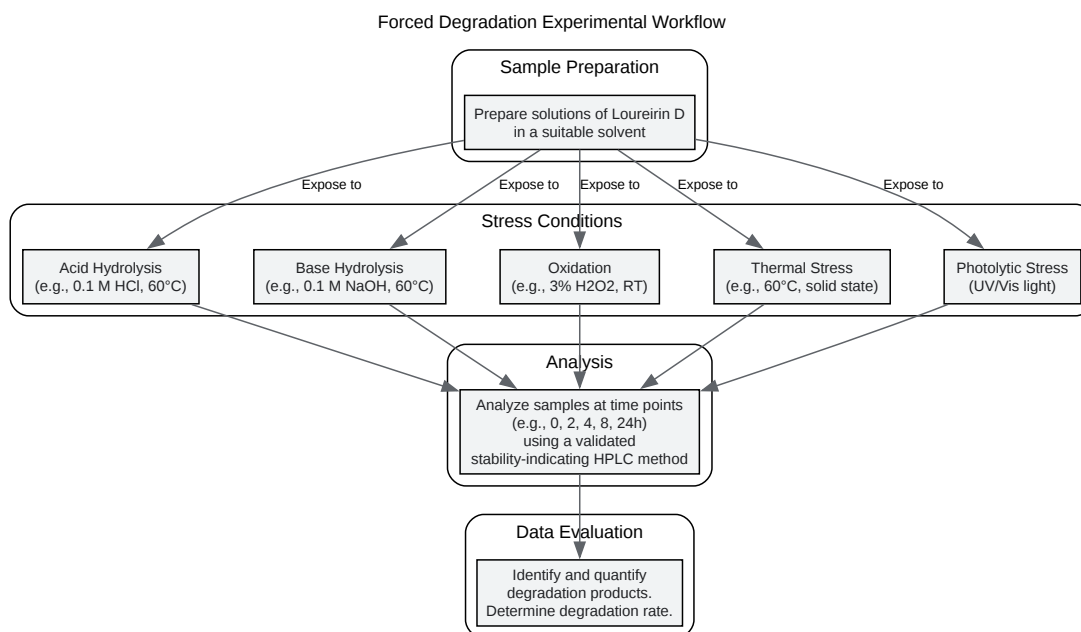 Forced Degradation Experimental Workflow
Sample Preparation
Prepare solutions of Loureirin D
in a suitable solvent
Expose to
Expose to
Expose to
Expose to
Expose to
Stress Conditions
Acid Hydrolysis
(e.g., 0.1 M HCl, 60°C)
Base Hydrolysis
(e.g., 0.1 M NaOH, 60°C)
Oxidation
(e.g., 3% H2O2, RT)
Thermal Stress
(e.g., 60°C, solid state)
Photolytic Stress
(UV/Vis light)
Analysis
Analyze samples at time points
(e.g., 0, 2, 4, 8, 24h)
using a validated
stability-indicating HPLC method
Data Evaluation
Identify and quantify
degradation products.
Determine degradation rate.